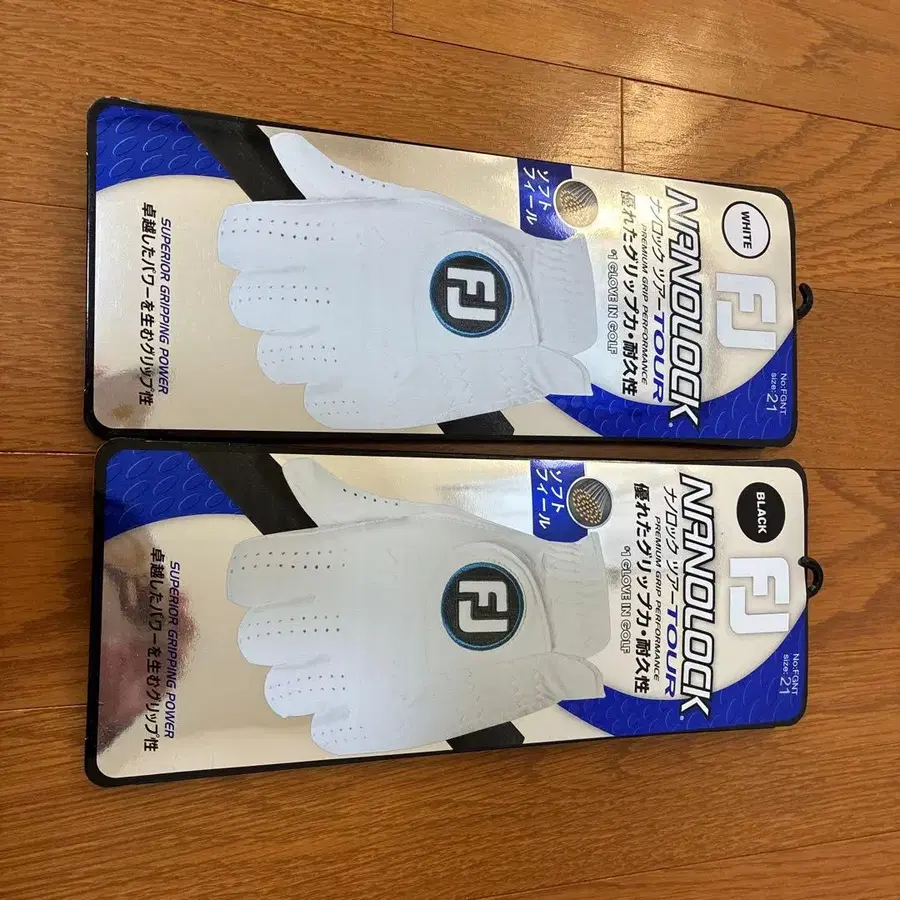 WHITE
FJ
No:FGNT
size:21
NANOLOCK®
ナノロック ツアー TOUR
PREMIUM GRIP PERFORMANCE
優れたグリップ力・耐久性
#1 GLOVE IN GOLF
ソフト
フィール
FJ
SUPERIOR GRIPPING POWER
卓越したパワーを生むグリップ性
BLACK
FJ
No:FGNT
size:21
NANOLOCK®
ナノロック ツアー TOUR
PREMIUM GRIP PERFORMANCE
優れたグリップ力・耐久性
#1 GLOVE IN GOLF
ソフト
フィール
FJ
SUPERIOR GRIPPING POWER
卓越したパワーを生むグリップ性